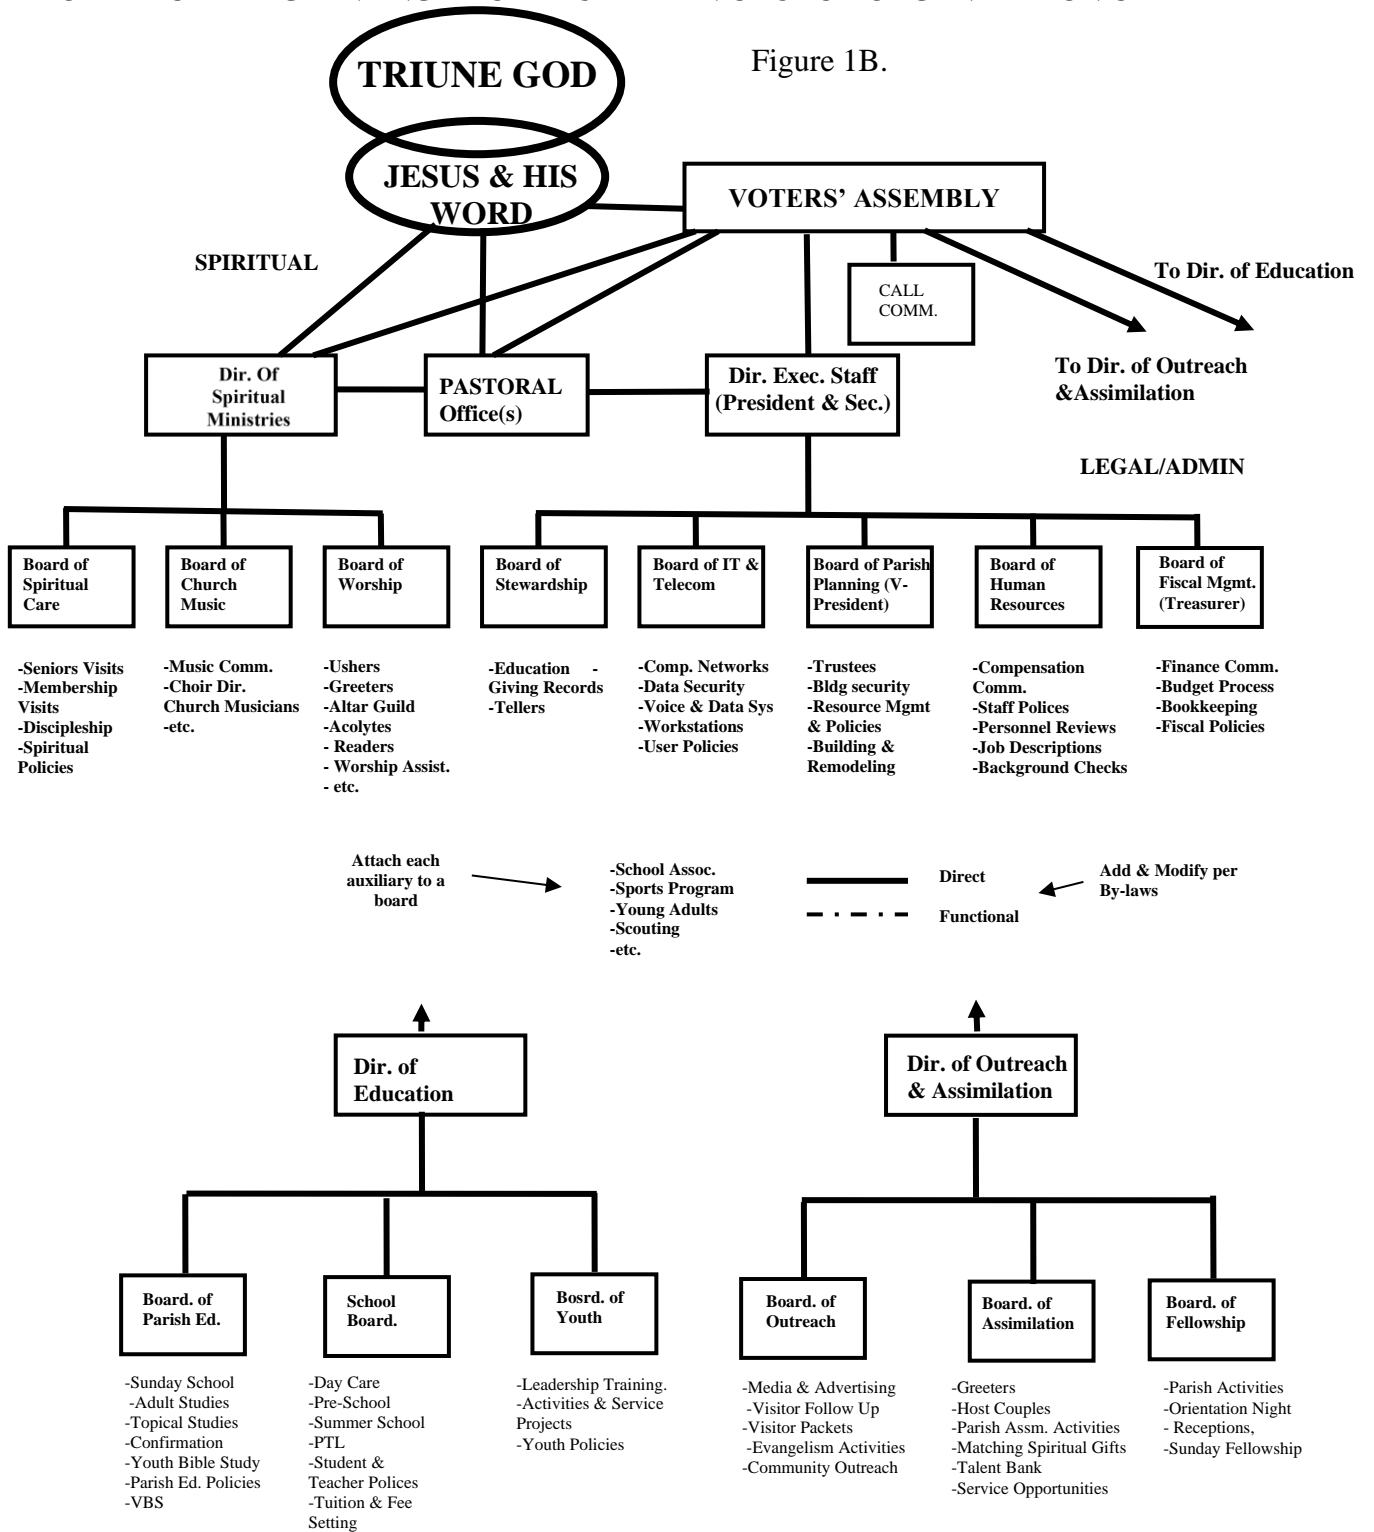 Figure 1B.
TRIUNE GOD
JESUS & HIS
WORD
VOTERS’ ASSEMBLY
SPIRITUAL
CALL
COMM.
To Dir. of Education
To Dir. of Outreach
&Assimilation
Dir. Of
Spiritual
Ministries
PASTORAL
Office(s)
Dir. Exec. Staff
(President & Sec.)
LEGAL/ADMIN
Board of
Spiritual
Care
Board of
Church
Music
Board of
Worship
Board of
Stewardship
Board of IT &
Telecom
Board of Parish
Planning (V-
President)
Board of
Human
Resources
Board of
Fiscal Mgmt.
(Treasurer)
-Seniors Visits
-Membership
Visits
-Discipleship
-Spiritual
Policies
-Music Comm.
-Choir Dir.
Church Musicians
-etc.
-Ushers
-Greeters
-Altar Guild
-Acolytes
- Readers
- Worship Assist.
- etc.
-Education -
Giving Records
-Tellers
-Comp. Networks
-Data Security
-Voice & Data Sys
-Workstations
-User Policies
-Trustees
-Bldg security
-Resource Mgmt
& Policies
-Building &
Remodeling
-Compensation
Comm.
-Staff Polices
-Personnel Reviews
-Job Descriptions
-Background Checks
-Finance Comm.
-Budget Process
-Bookkeeping
-Fiscal Policies
Attach each
auxiliary to a
board
-School Assoc.
-Sports Program
-Young Adults
-Scouting
-etc.
Direct
Functional
Add & Modify per
By-laws
Dir. of
Education
Dir. of Outreach
& Assimilation
Board. of
Parish Ed.
School
Board.
Bosrd. of
Youth
Board. of
Outreach
Board. of
Assimilation
Board. of
Fellowship
-Sunday School
-Adult Studies
-Topical Studies
-Confirmation
-Youth Bible Study
-Parish Ed. Policies
-VBS
-Day Care
-Pre-School
-Summer School
-PTL
-Student &
Teacher Polices
-Tuition & Fee
Setting
-Leadership Training.
-Activities & Service
Projects
-Youth Policies
-Media & Advertising
-Visitor Follow Up
-Visitor Packets
-Evangelism Activities
-Community Outreach
-Greeters
-Host Couples
-Parish Assm. Activities
-Matching Spiritual Gifts
-Talent Bank
-Service Opportunities
-Parish Activities
-Orientation Night
- Receptions,
-Sunday Fellowship